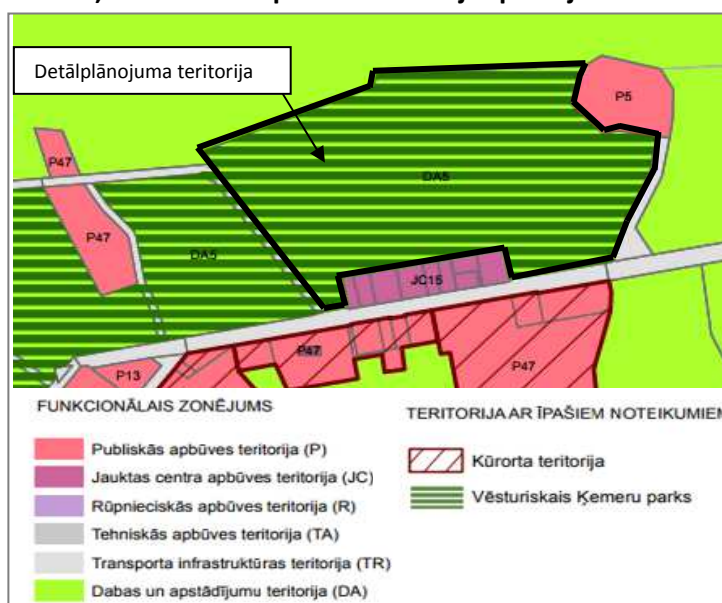 Detālplānojuma teritorija
P5
P47
DA5
P47
DA5
JC15
P47
P13
P47
FUNKCIONĀLAIS ZONĒJUMS
Publiskās apbūves teritorija (P)
Jauktas centra apbūves teritorija (JC)
Rūpnieciskās apbūves teritorija (R)
Tehniskās apbūves teritorija (TA)
Transporta infrastruktūras teritorija (TR)
Dabas un apstādījumu teritorija (DA)
TERITORIJA AR ĪPAŠIEM NOTEIKUMIEM
Kūrorta teritorija
Vēsturiskais Ķemeru parks